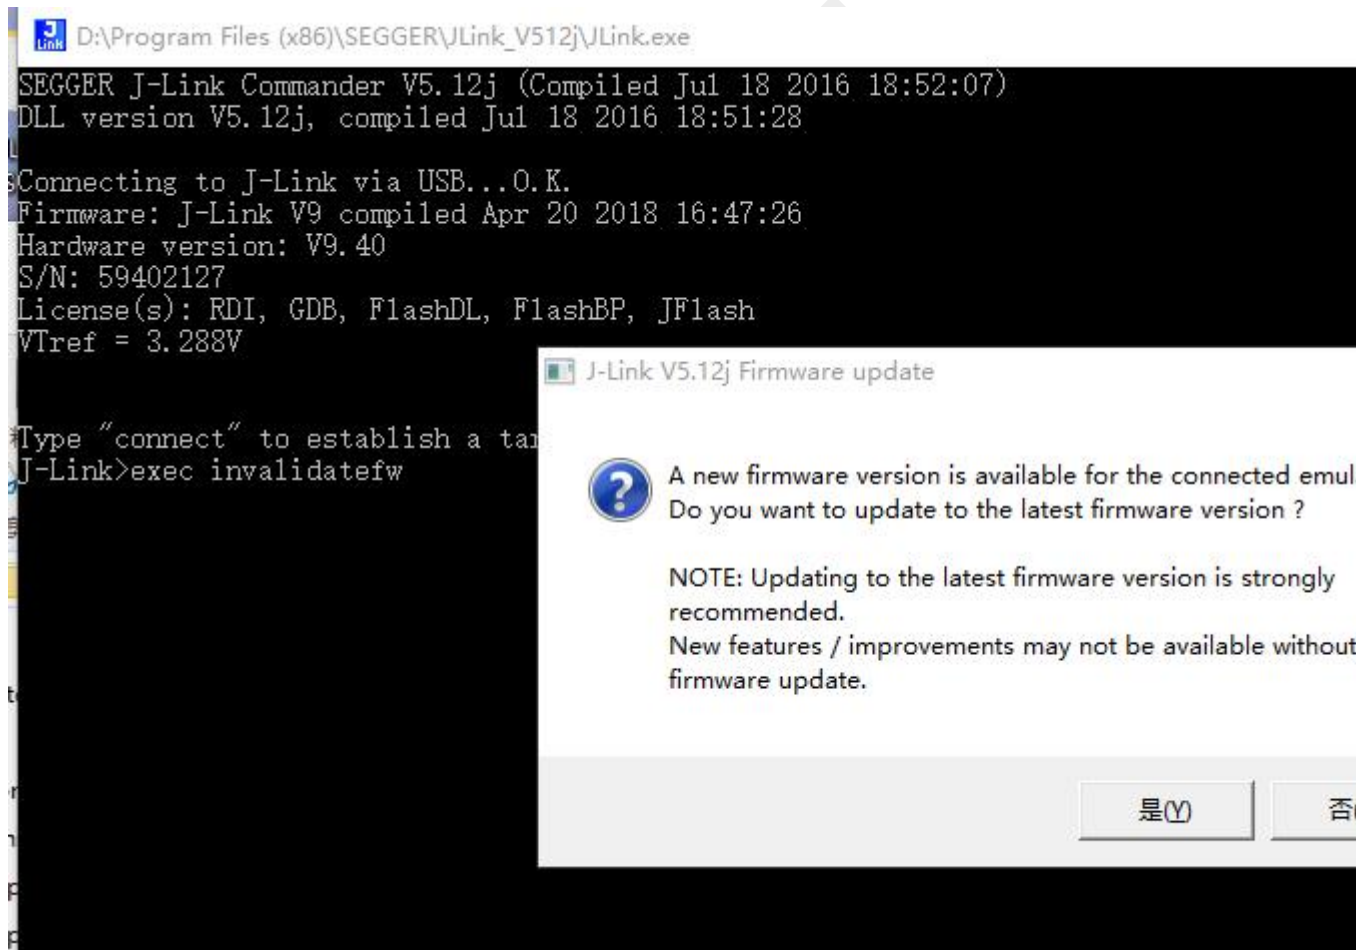 D:\Program Files (x86)\SEGGER\JLink_V512j\JLink.exe
SEGGER J-Link Commander V5.12j (Compiled Jul 18 2016 18:52:07)
DLL version V5.12j, compiled Jul 18 2016 18:51:28
Connecting to J-Link via USB...O.K.
Firmware: J-Link V9 compiled Apr 20 2018 16:47:26
Hardware version: V9.40
S/N: 59402127
License(s): RDI, GDB, FlashDL, FlashBP, JFlash
VTref = 3.288V
Type "connect" to establish a tar
J-Link>exec invalidatefw
J-Link V5.12j Firmware update
A new firmware version is available for the connected emul
Do you want to update to the latest firmware version ?
NOTE: Updating to the latest firmware version is strongly
recommended.
New features / improvements may not be available without
firmware update.
是(Y)
否(